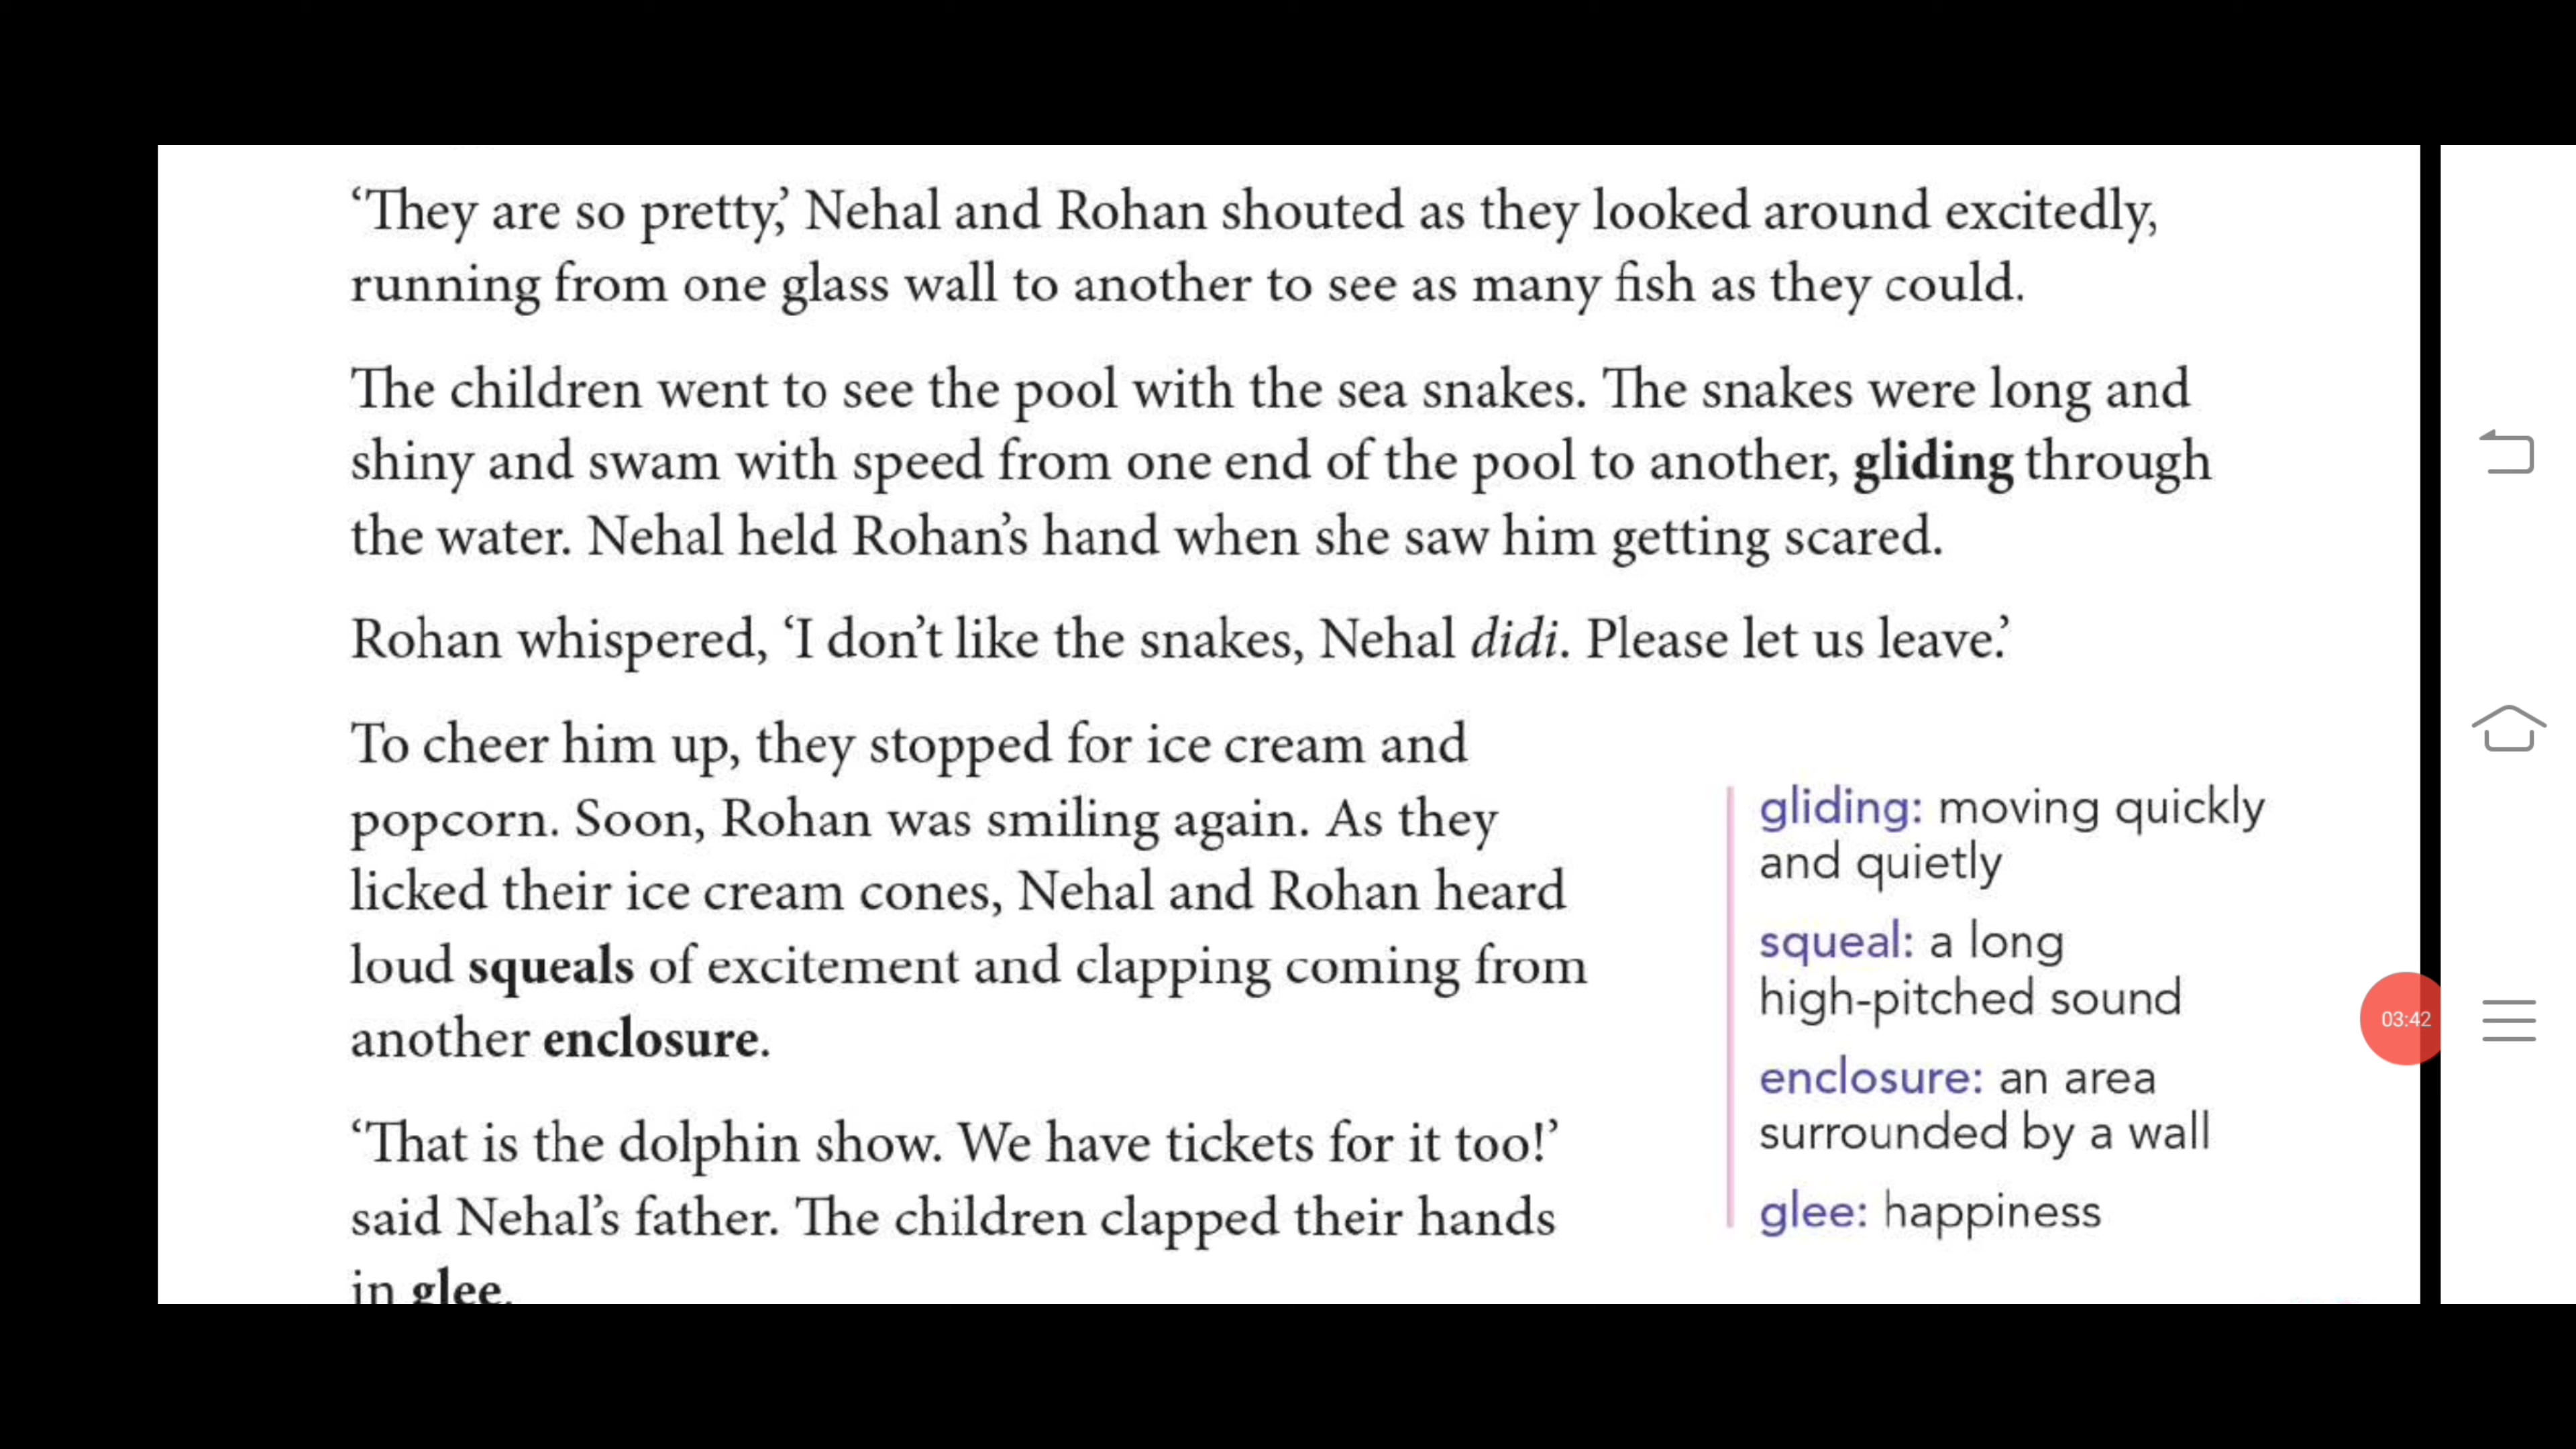 ‘They are so pretty,’ Nehal and Rohan shouted as they looked around excitedly,
running from one glass wall to another to see as many fish as they could.
The children went to see the pool with the sea snakes. The snakes were long and
shiny and swam with speed from one end of the pool to another, gliding through
the water. Nehal held Rohan’s hand when she saw him getting scared.
Rohan whispered, ‘I don’t like the snakes, Nehal didi. Please let us leave.’
To cheer him up, they stopped for ice cream and
popcorn. Soon, Rohan was smiling again. As they
licked their ice cream cones, Nehal and Rohan heard
loud squeals of excitement and clapping coming from
another enclosure.
‘That is the dolphin show. We have tickets for it too!’
said Nehal’s father. The children clapped their hands
in glee.
gliding: moving quickly
and quietly
squeal: a long
high-pitched sound
enclosure: an area
surrounded by a wall
glee: happiness
03:42